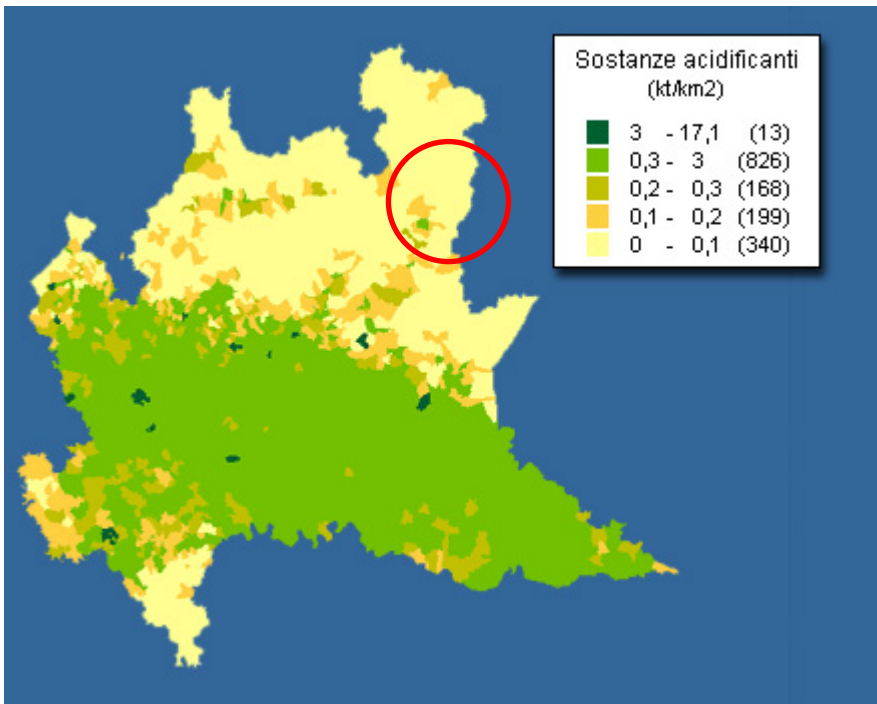 Sostanze acidificanti
(kt/km2)
3 - 17,1 (13)
0,3 - 3 (826)
0,2 - 0,3 (168)
0,1 - 0,2 (199)
0 - 0,1 (340)